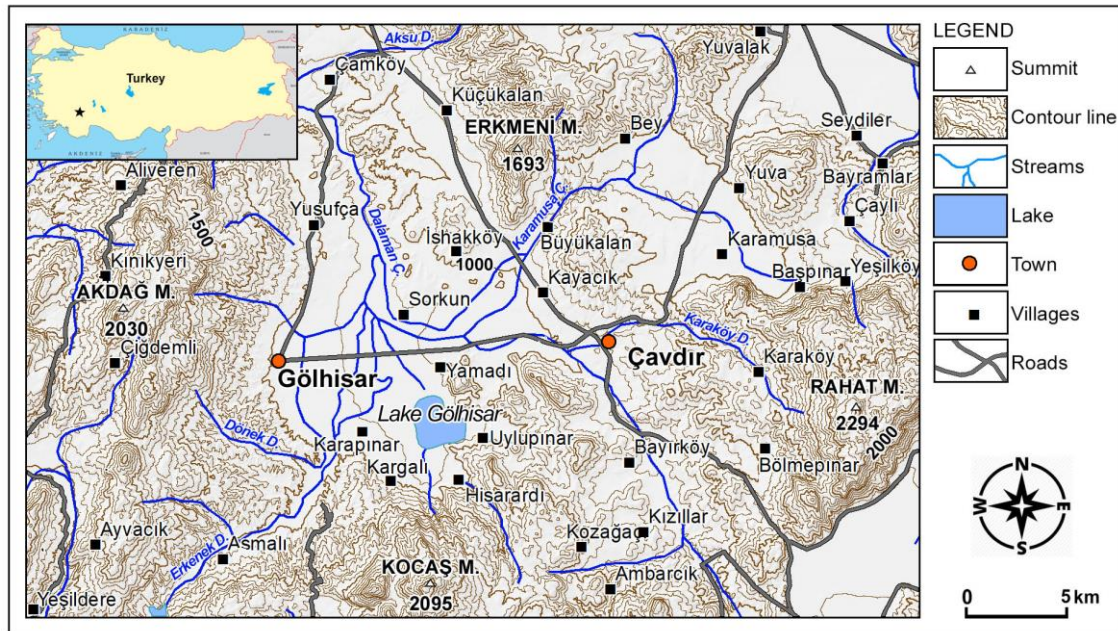 KARADENİZ
Turkey
AKDENİZ
Aksu D.
Yuvalak
Çamköy
Küçükalan
ERKMENİ M.
1693
Bey
Seydiler
Bayramlar
Aliveren
Yuva
Çaylı
1500
Yusufça
Dalaman Ç.
İshakköy
1000
Karamusa Ç.
Büyükalan
Karamusa
Kınıkyeri
Kayacık
Başpınar
Yeşilköy
AKDAG M.
2030
Sorkun
Karaköy D.
Çiğdemli
Gölhisar
Yamadı
Çavdır
Karaköy
RAHAT M.
2294
2000
Lake Gölhisar
Dönek D.
Karapınar
Uylupınar
Bayırköy
Bölmepınar
Kargalı
Hisarardı
Ayvacık
Erkenek D.
Asmalı
Kozağac
Kızıllar
KOCAŞ M.
2095
Ambarcık
Yeşildere
LEGEND
Summit
Contour line
Streams
Lake
Town
Villages
Roads
N
W
E
S
0
5 km